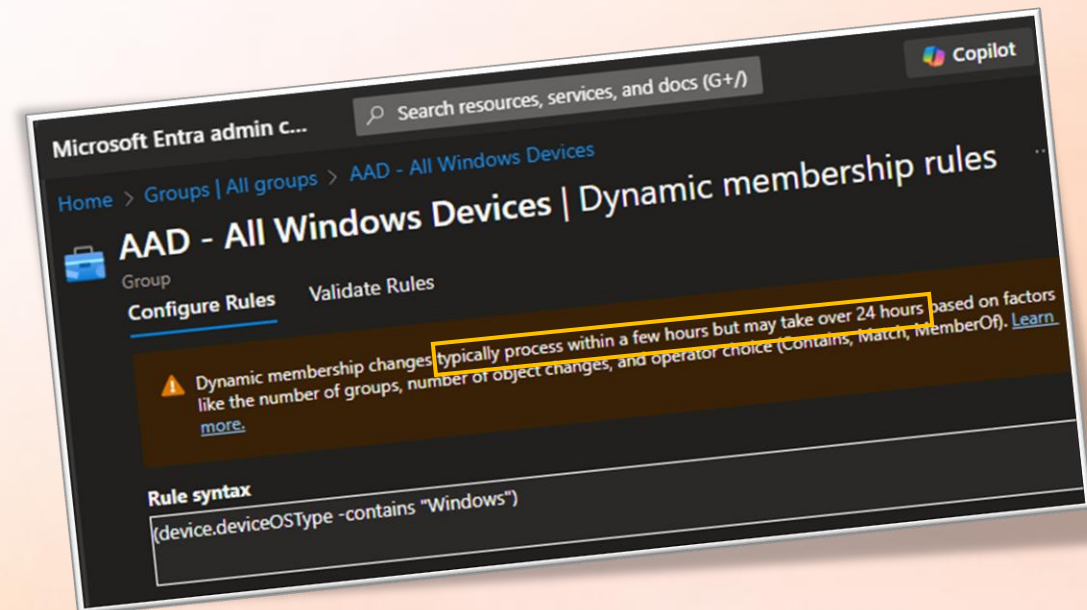 Microsoft Entra admin c...
Search resources, services, and docs (G+/)
Copilot
Home > Groups | All groups > AAD - All Windows Devices
AAD - All Windows Devices | Dynamic membership rules
...
Group
Configure Rules
Validate Rules
Dynamic membership changes typically process within a few hours but may take over 24 hours based on factors
like the number of groups, number of object changes, and operator choice (Contains, Match, MemberOf). Learn
more.
Rule syntax
(device.deviceOSType -contains "Windows")